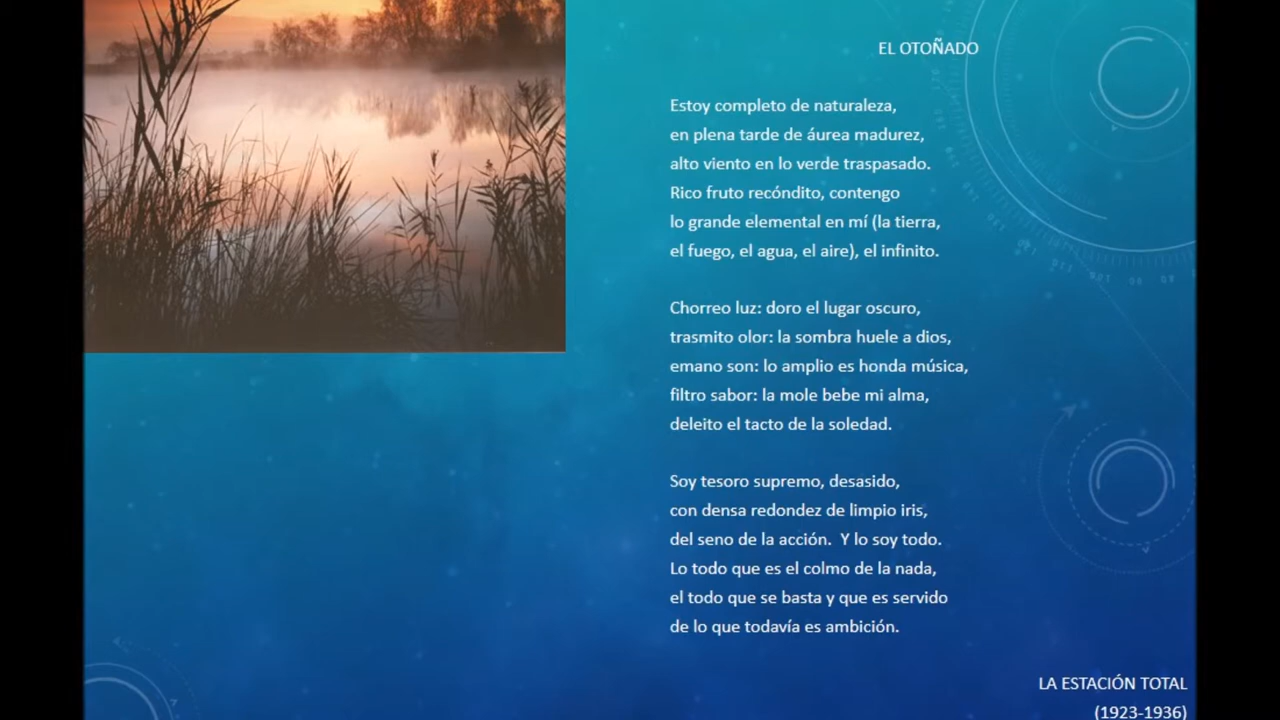 EL OTOÑADO
Estoy completo de naturaleza,
en plena tarde de áurea madurez,
alto viento en lo verde traspasado.
Rico fruto recóndito, contengo
lo grande elemental en mí (la tierra,
el fuego, el agua, el aire), el infinito.
Chorreo luz: doro el lugar oscuro,
trasmito olor: la sombra huele a dios,
emano son: lo amplio es honda música,
filtro sabor: la mole bebe mi alma,
deleito el tacto de la soledad.
Soy tesoro supremo, desasido,
con densa redondez de limpio iris,
del seno de la acción.  Y lo soy todo.
Lo todo que es el colmo de la nada,
el todo que se basta y que es servido
de lo que todavía es ambición.
LA ESTACIÓN TOTAL
(1923-1936)